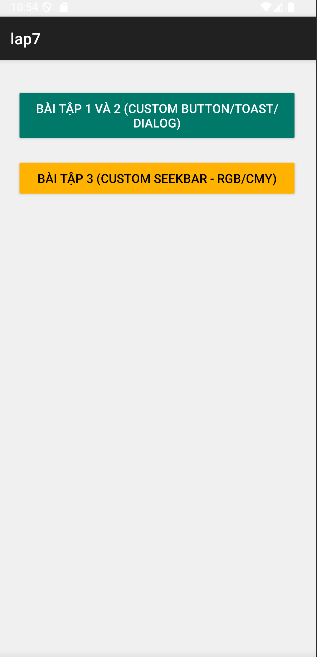 10:54
lap7
BÀI TẬP 1 VÀ 2 (CUSTOM BUTTON/TOAST/
DIALOG)
BÀI TẬP 3 (CUSTOM SEEKBAR - RGB/CMY)